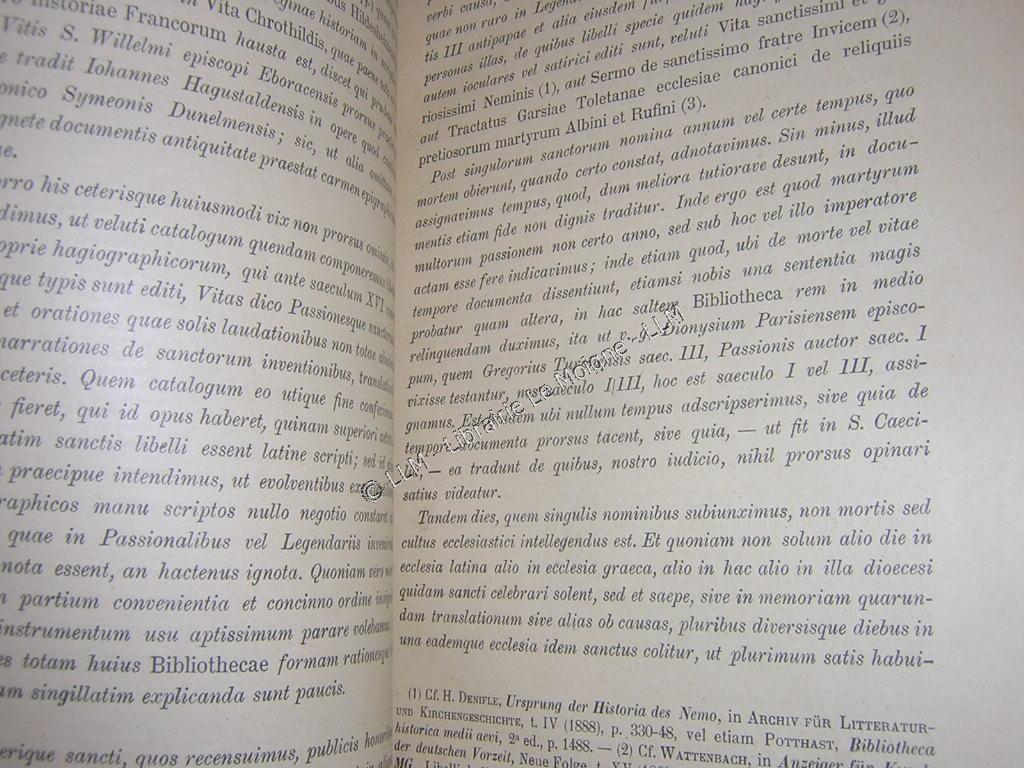 historiae Francorum hausta est, discet qui
Vitis S. Willelmi episcopi Eboracensis prorsus
tradit Iohannes Hagustaldensis in opere quod
Symeonis Dunelmensis; sic, ut alia omittam
documentis antiquitate praestat carmen
his ceterisque huiusmodi vix non prorsus
ut veluti catalogum quendam componeremus
hagiographicorum, qui ante saeculum XVI
que typis sunt editi, Vitas dico Passionesque sanctorum
et orationes quae solis laudationibus non totae
narrationes de sanctorum inventionibus,
ceteris. Quem catalogum eo utique fine
fieret, qui id opus haberet, quinam superiori
sanctis libelli essent latine scripti; sed id
praecipue intendimus, ut evolventibus
manu scriptos nullo negotio constaret
quae in Passionalibus vel Legendariis
nota essent, an hactenus ignota. Quoniam vero
partium convenientia et concinno ordine
instrumentum usu aptissimum parare
totam huius Bibliothecae formam
singillatim explicanda sunt paucis.
sancti, quos recensuimus, publicis
verbi causa,
quae non raro in
tis III antipapae et alia eiusdem
personas illas, de quibus libelli specie quidem
autem ioculares vel satirici editi sunt, veluti Vita sanctissimi et
riosissimi Neminis (1), aut Sermo de sanctissimo fratre Invicem (2),
aut Tractatus Garsiae Toletanae ecclesiae canonici de reliquiis
pretiosorum martyrum Albini et Rufini (3).
Post singulorum sanctorum nomina annum vel certe tempus, quo
mortem obierunt, quando certo constat, adnotavimus. Sin minus, illud
assignavimus tempus, quod, dum meliora tutiorave desunt, in docu-
mentis etiam fide non dignis traditur. Inde ergo est quod martyrum
multorum passionem non certo anno, sed sub hoc vel illo imperatore
actam esse fere indicavimus; inde etiam quod, ubi de morte vel vitae
tempore documenta dissentiunt, etiamsi nobis una sententia magis
probatur quam altera, in hac saltem Bibliotheca rem in medio
relinquendam duximus, ita ut v. g. Dionysium Parisiensem episco-
pum, quem Gregorius Turonensis saec. III, Passionis auctor saec. I
vixisse testantur, nos saeculo I/III, hoc est saeculo I vel III, assi-
gnamus. Est autem ubi nullum tempus adscripserimus, sive quia de
tempore documenta prorsus tacent, sive quia, — ut fit in S. Caeci-
— ea tradunt de quibus, nostro iudicio, nihil prorsus opinari
satius videatur.
Tandem dies, quem singulis nominibus subiunximus, non mortis sed
cultus ecclesiastici intellegendus est. Et quoniam non solum alio die in
ecclesia latina alio in ecclesia graeca, alio in hac alio in illa dioecesi
quidam sancti celebrari solent, sed et saepe, sive in memoriam quarun-
dam translationum sive alias ob causas, pluribus diversisque diebus in
una eademque ecclesia idem sanctus colitur, ut plurimum satis habui-
(1) Cf. H. DENIFLE, Ursprung der Historia des Nemo, in ARCHIV FÜR LITTERATUR-
UND KIRCHENGESCHICHTE, t. IV (1888), p. 330-48, vel etiam POTTHAST, Bibliotheca
historica medii aevi, 2ª ed., p. 1488. — (2) Cf. WATTENBACH, in Anzeiger für
der deutschen Vorzeit, Neue Folge, t. XV
© LLM - Librairie Le Moigne - LLM